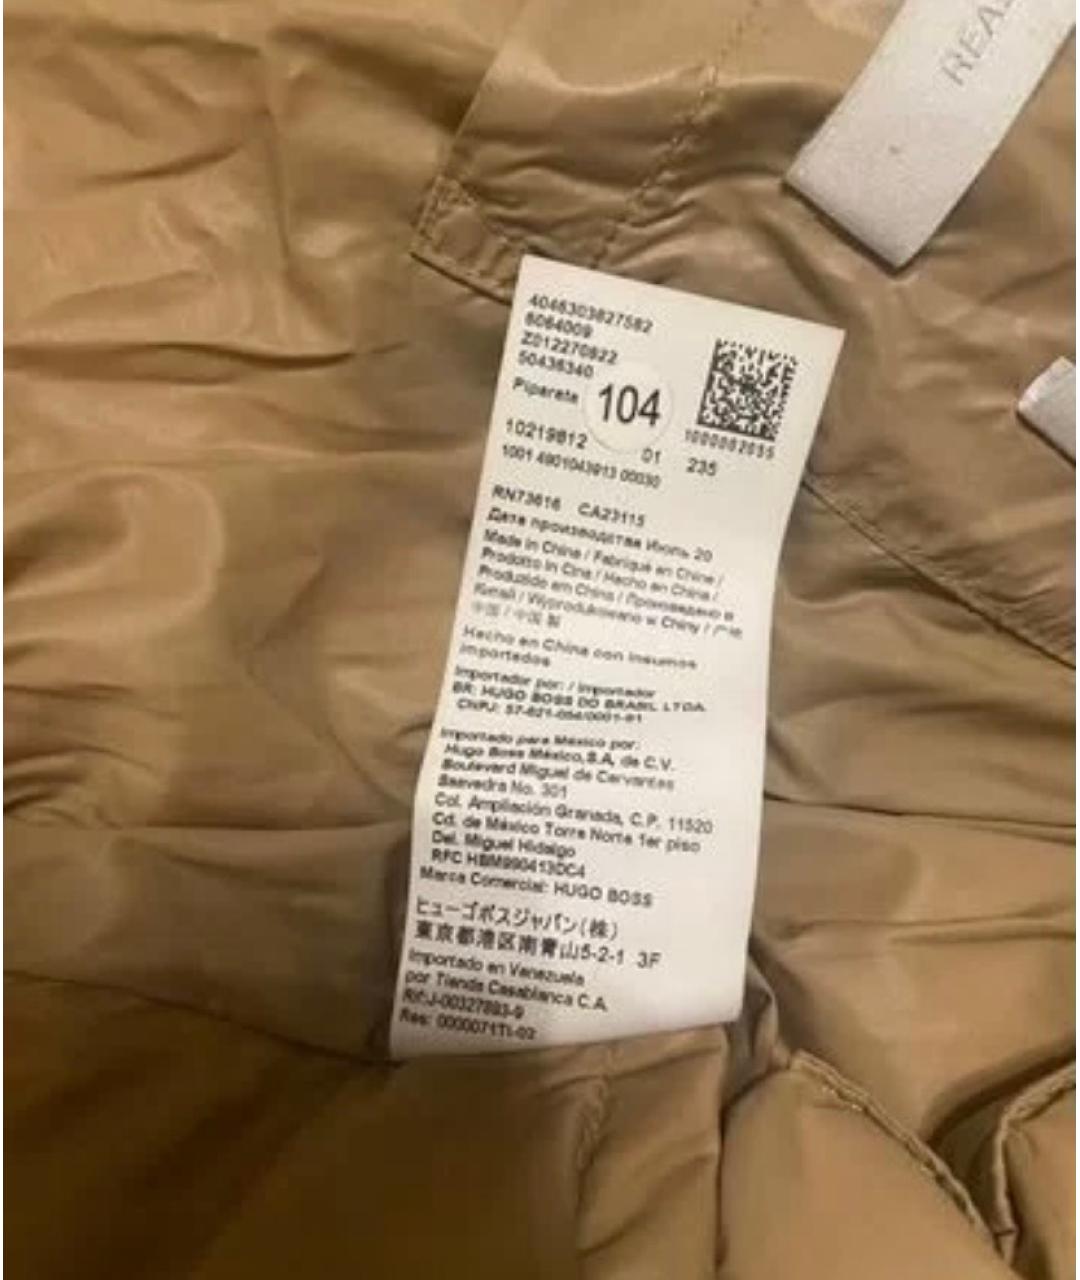 REA
4046303627582
6064009
Z012270822
50436340
Piparata
104
10219812
01
1000002055
235
1001 4901043913 00030
RN73616 CA23115
Дата производства Июль 20
Made in China / Fabriqué en Chine /
Prodotto in Cina / Hecho en China /
Produzido em China / Произведено в
Китай / Wyprodukowano w Chiny / 产地
中国 / 中国 製
Hecho en China con insumos
importados
Importador por: / Importador
BR: HUGO BOSS DO BRASIL LTDA.
CNPJ: 57-621-056/0001-91
Importado para México por:
Hugo Boss México,S.A. de C.V.
Boulevard Miguel de Cervantes
Saavedra No. 301
Col. Ampliación Granada, C.P. 11520
Cd. de México Torre Norte 1er piso
Del. Miguel Hidalgo
RFC HBM990413DC4
Marca Comercial: HUGO BOSS
ヒューゴボスジャパン(株)
東京都港区南青山5-2-1 3F
Importado en Venezuela
por Tienda Casablanca C.A.
RIF:J-00327893-9
Res: 0000071TI-02